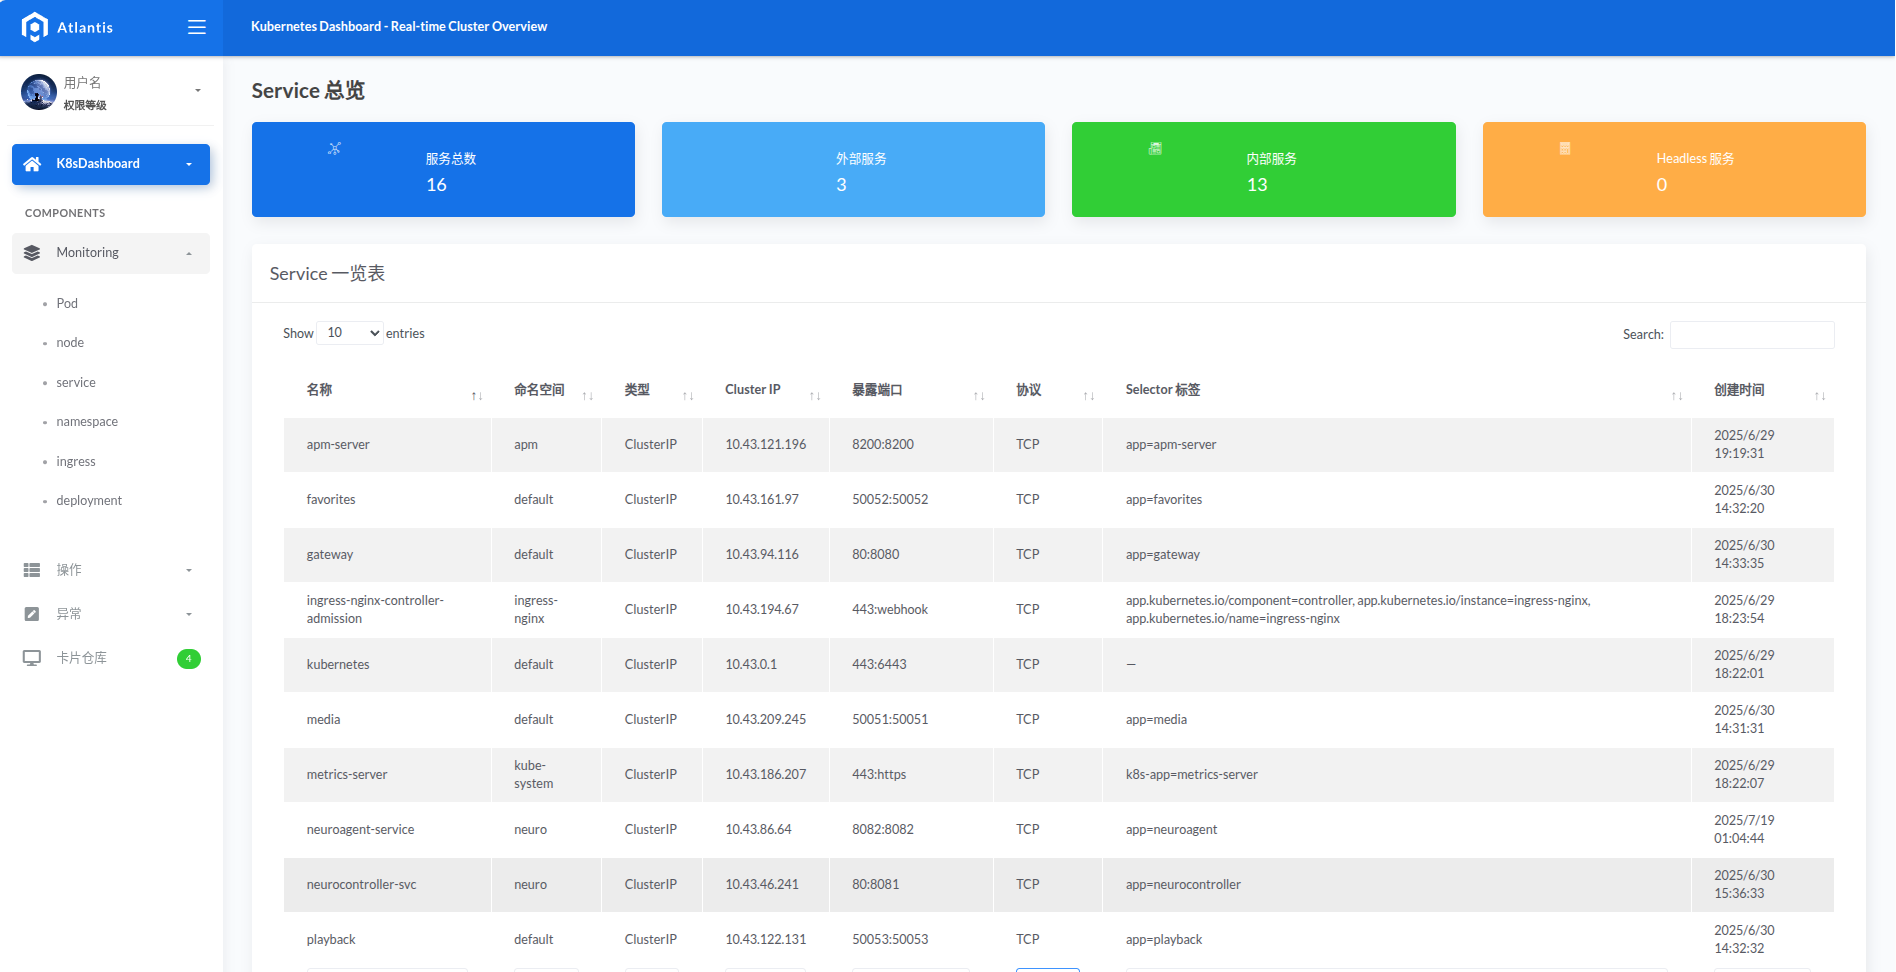 Atlantis
Kubernetes Dashboard - Real-time Cluster Overview
用户名
权限等级
K8sDashboard
COMPONENTS
Monitoring
Pod
node
service
namespace
ingress
deployment
操作
异常
卡片仓库 4
Service 总览
服务总数
16
外部服务
3
内部服务
13
Headless 服务
0
Service 一览表
Show 10 entries
Search:
名称 ↑↓ 命名空间 ↑↓ 类型 ↑↓ Cluster IP ↑↓ 暴露端口 ↑↓ 协议 ↑↓ Selector 标签 ↑↓ 创建时间 ↑↓
apm-server apm ClusterIP 10.43.121.196 8200:8200 TCP app=apm-server 2025/6/29
19:19:31
favorites default ClusterIP 10.43.161.97 50052:50052 TCP app=favorites 2025/6/30
14:32:20
gateway default ClusterIP 10.43.94.116 80:8080 TCP app=gateway 2025/6/30
14:33:35
ingress-nginx-controller- ingress- ClusterIP 10.43.194.67 443:webhook TCP app.kubernetes.io/component=controller, app.kubernetes.io/instance=ingress-nginx, 2025/6/29
admission nginx app.kubernetes.io/name=ingress-nginx 18:23:54
kubernetes default ClusterIP 10.43.0.1 443:6443 TCP — 2025/6/29
18:22:01
media default ClusterIP 10.43.209.245 50051:50051 TCP app=media 2025/6/30
14:31:31
metrics-server kube- ClusterIP 10.43.186.207 443:https TCP k8s-app=metrics-server 2025/6/29
system 18:22:07
neuroagent-service neuro ClusterIP 10.43.86.64 8082:8082 TCP app=neuroagent 2025/7/19
01:04:44
neurocontroller-svc neuro ClusterIP 10.43.46.241 80:8081 TCP app=neurocontroller 2025/6/30
15:36:33
playback default ClusterIP 10.43.122.131 50053:50053 TCP app=playback 2025/6/30
14:32:32